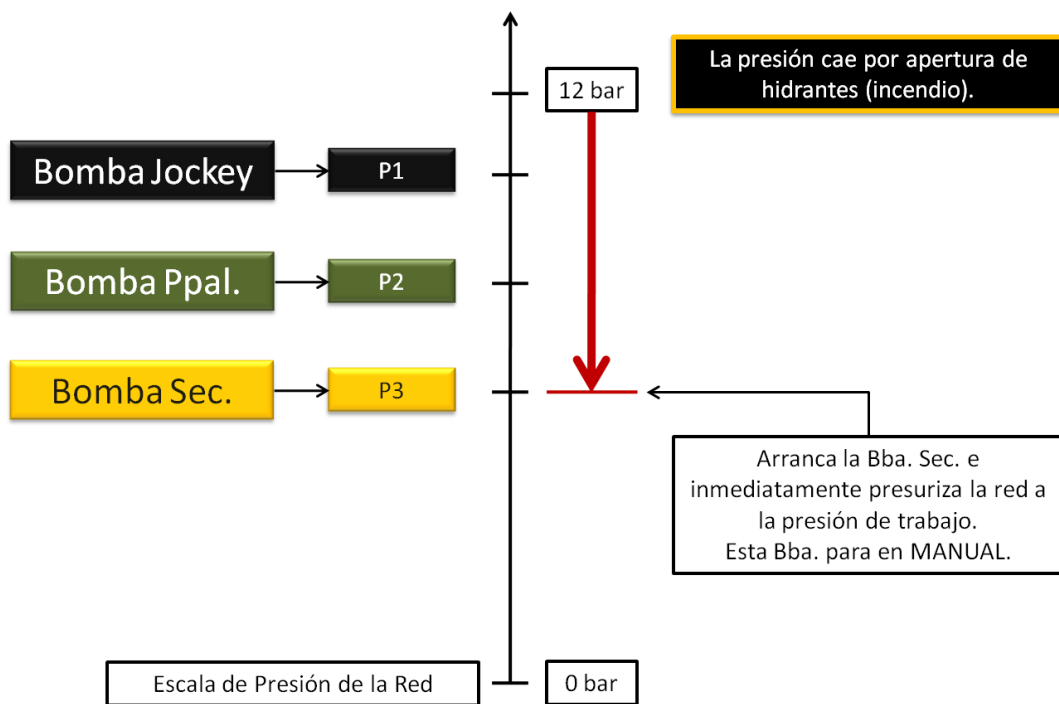 12 bar
La presión cae por apertura de
hidrantes (incendio).
Bomba Jockey
P1
Bomba Ppal.
P2
Bomba Sec.
P3
Arranca la Bba. Sec. e
inmediatamente presuriza la red a
la presión de trabajo.
Esta Bba. para en MANUAL.
Escala de Presión de la Red
0 bar